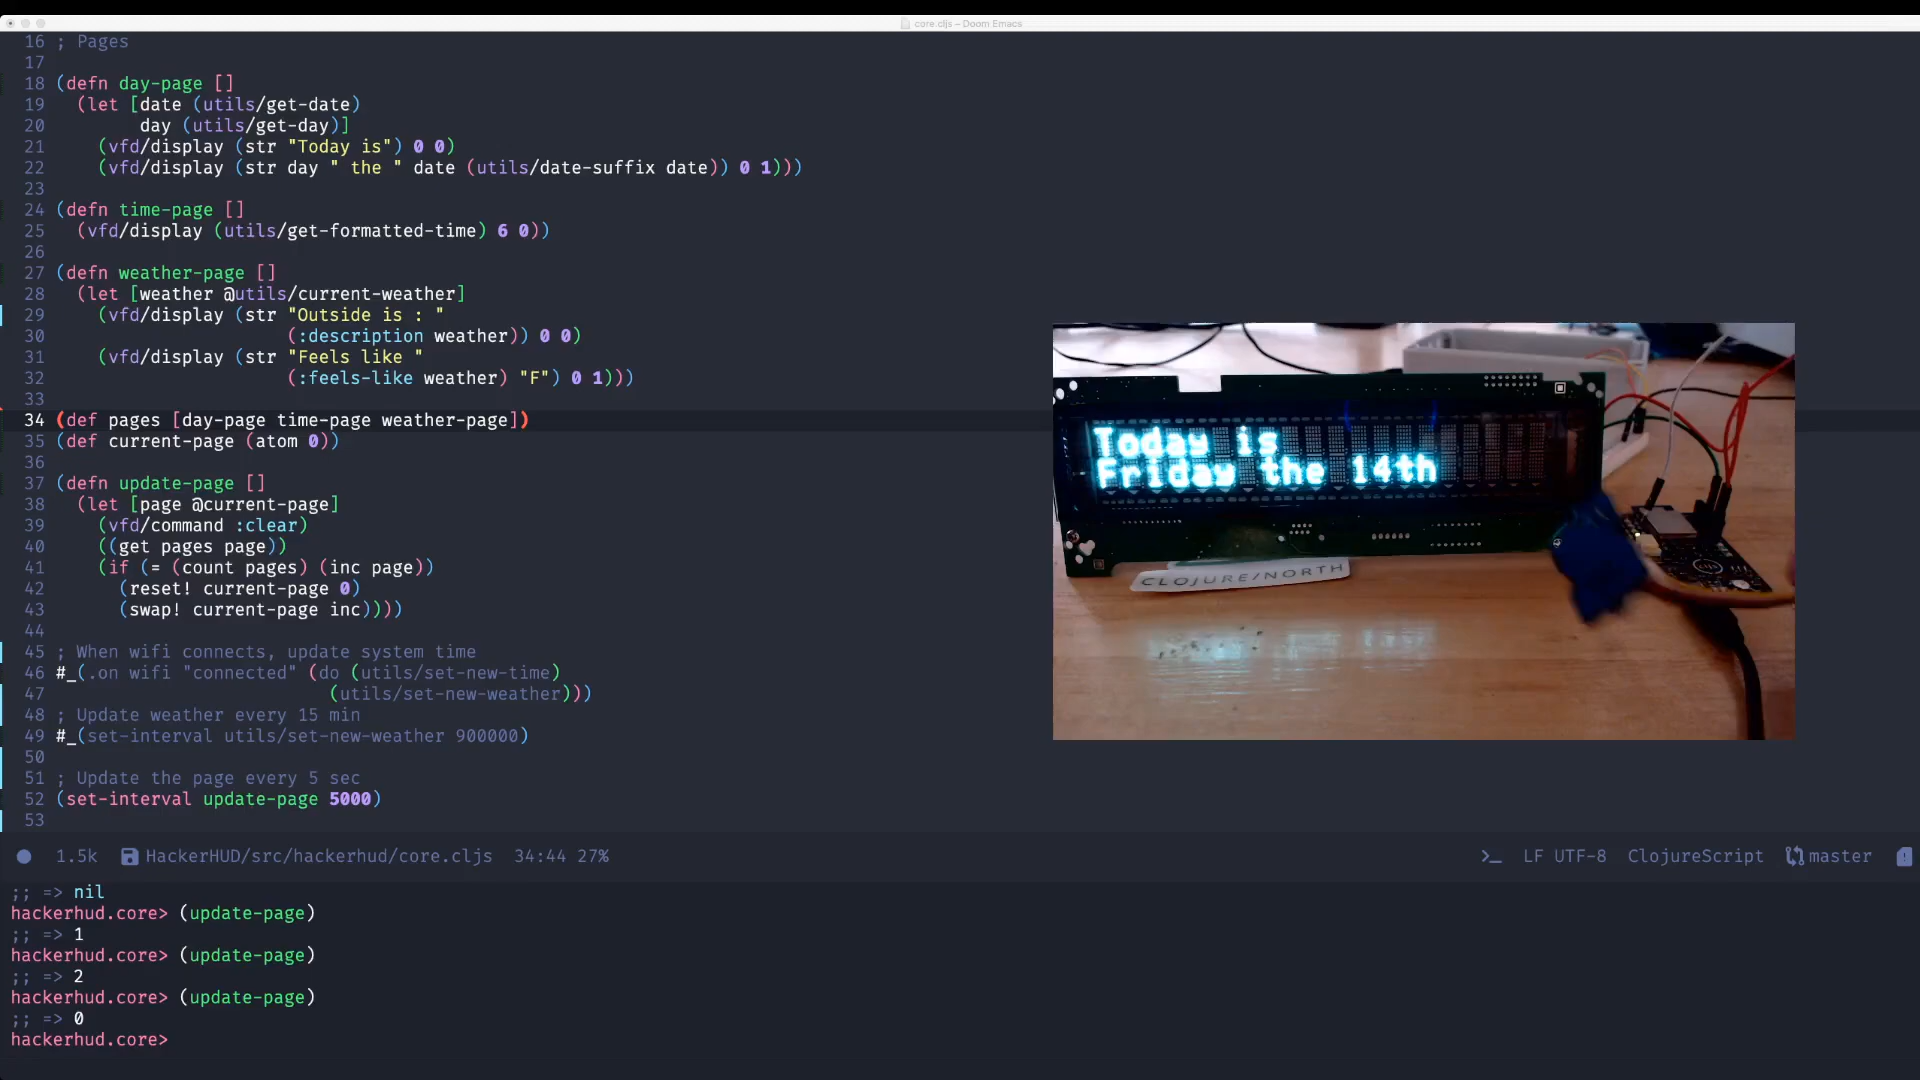 core.cljs – Doom Emacs
16 ; Pages
17
18 (defn day-page []
19 (let [date (utils/get-date)
20 day (utils/get-day)]
21 (vfd/display (str "Today is") 0 0)
22 (vfd/display (str day " the " date (utils/date-suffix date)) 0 1)))
23
24 (defn time-page []
25 (vfd/display (utils/get-formatted-time) 6 0))
26
27 (defn weather-page []
28 (let [weather @utils/current-weather]
29 (vfd/display (str "Outside is : "
30 (:description weather)) 0 0)
31 (vfd/display (str "Feels like "
32 (:feels-like weather) "F") 0 1)))
33
34 (def pages [day-page time-page weather-page])
35 (def current-page (atom 0))
36
37 (defn update-page []
38 (let [page @current-page]
39 (vfd/command :clear)
40 ((get pages page))
41 (if (= (count pages) (inc page))
42 (reset! current-page 0)
43 (swap! current-page inc))))
44
45 ; When wifi connects, update system time
46 #_(.on wifi "connected" (do (utils/set-new-time)
47 (utils/set-new-weather)))
48 ; Update weather every 15 min
49 #_(set-interval utils/set-new-weather 900000)
50
51 ; Update the page every 5 sec
52 (set-interval update-page 5000)
53
Today is
Friday the 14th
CLOJURE/NORTH
1.5k HackerHUD/src/hackerhud/core.cljs 34:44 27% LF UTF-8 ClojureScript master
;; => nil
hackerhud.core> (update-page)
;; => 1
hackerhud.core> (update-page)
;; => 2
hackerhud.core> (update-page)
;; => 0
hackerhud.core>